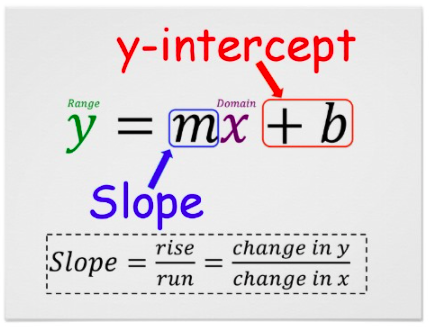 y-intercept
Range Domain
y = mx + b
Slope
Slope = rise/run = change in y/change in x